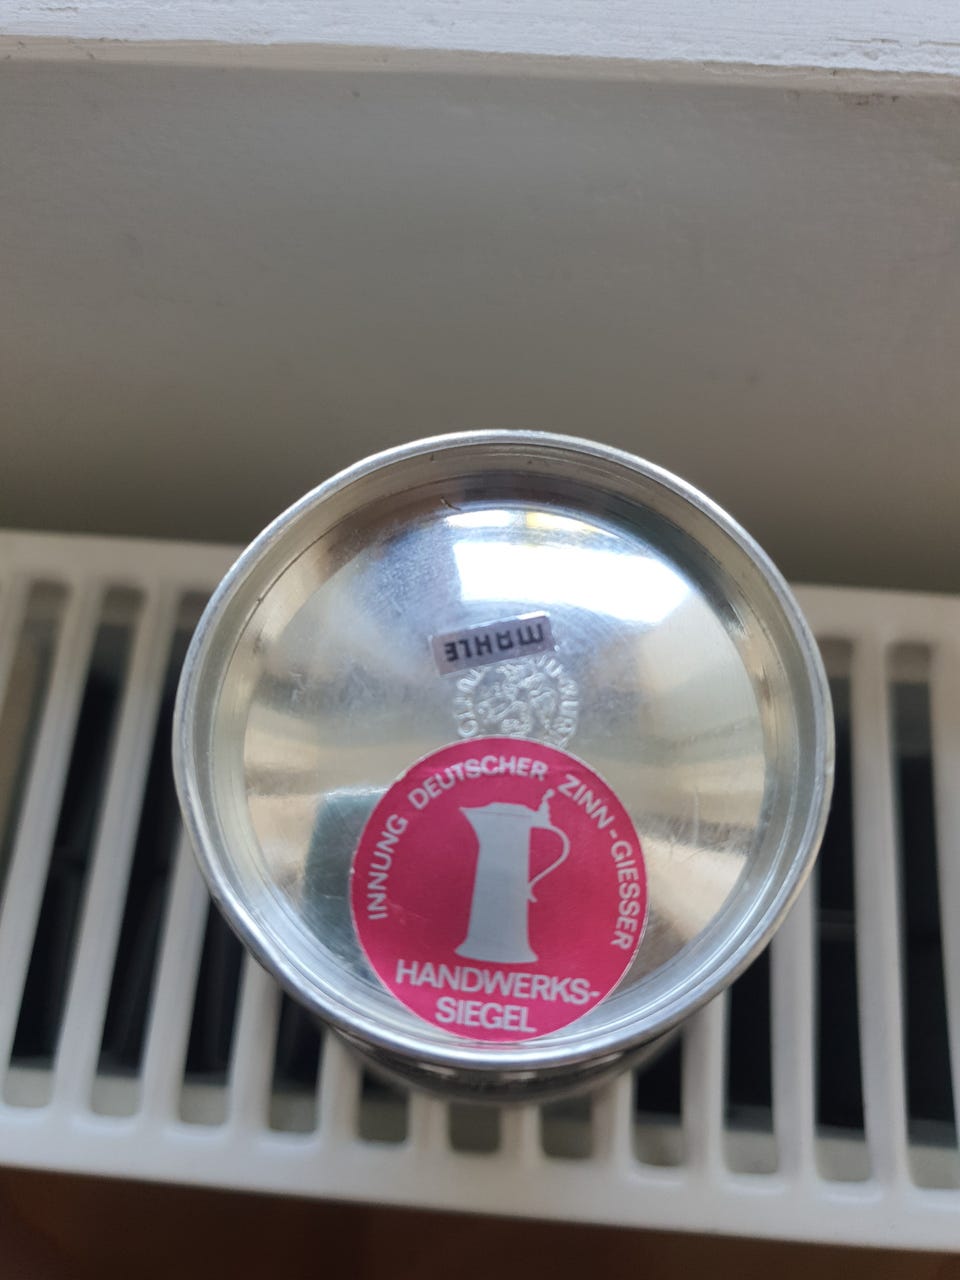 MAHLE
INNUNG DEUTSCHER ZINN-GIESSER
HANDWERKS-
SIEGEL